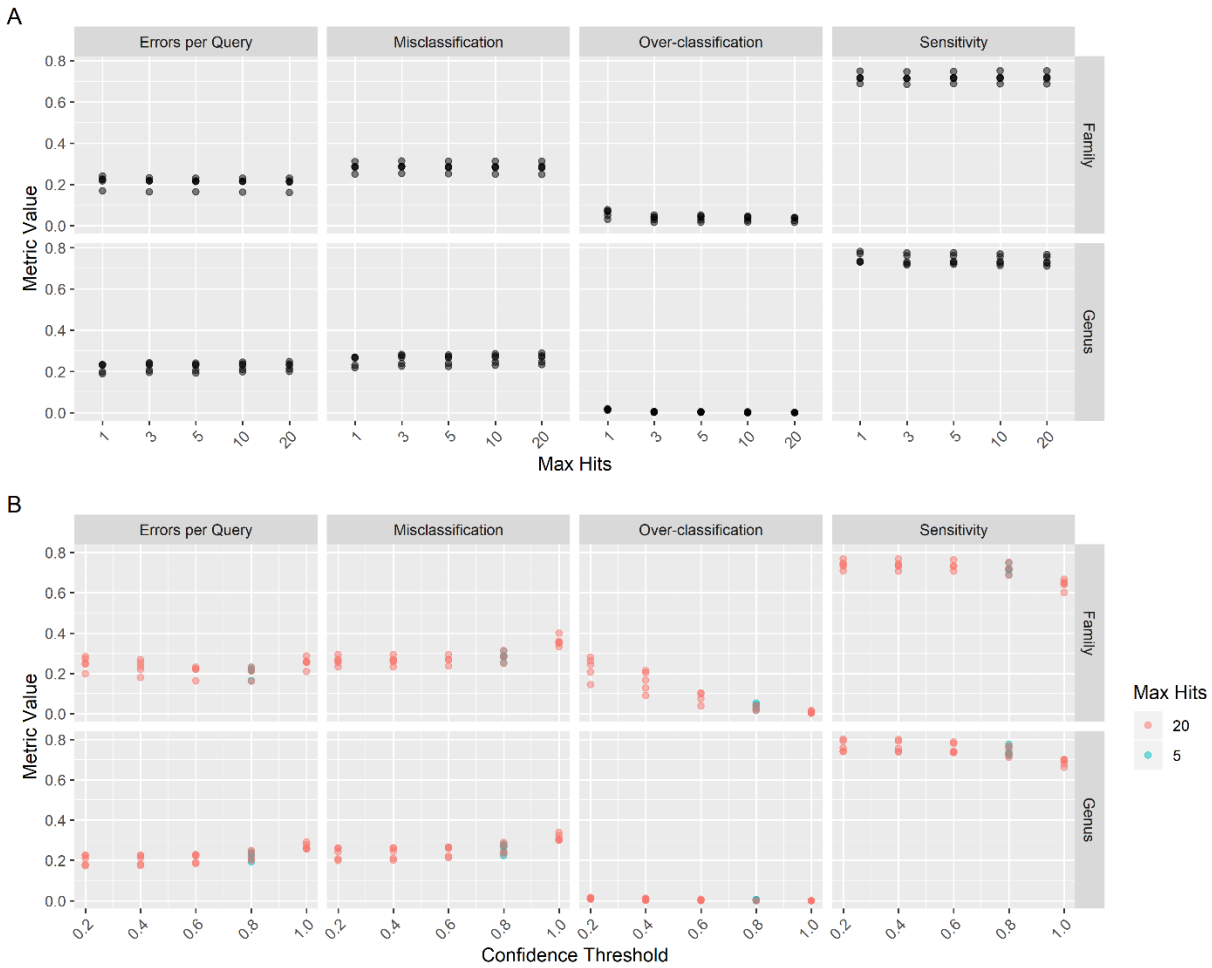 A
Errors per Query Misclassification Over-classification Sensitivity
0.8
0.6
0.4
0.2
0.0
Family
0.8
0.6
0.4
0.2
0.0
Genus
Metric Value
1 3 5 10 20 1 3 5 10 20 1 3 5 10 20 1 3 5 10 20
Max Hits
B
Errors per Query Misclassification Over-classification Sensitivity
0.8
0.6
0.4
0.2
0.0
Family
0.8
0.6
0.4
0.2
0.0
Genus
Metric Value
0.2 0.4 0.6 0.8 1.0 0.2 0.4 0.6 0.8 1.0 0.2 0.4 0.6 0.8 1.0 0.2 0.4 0.6 0.8 1.0
Confidence Threshold
Max Hits
20
5